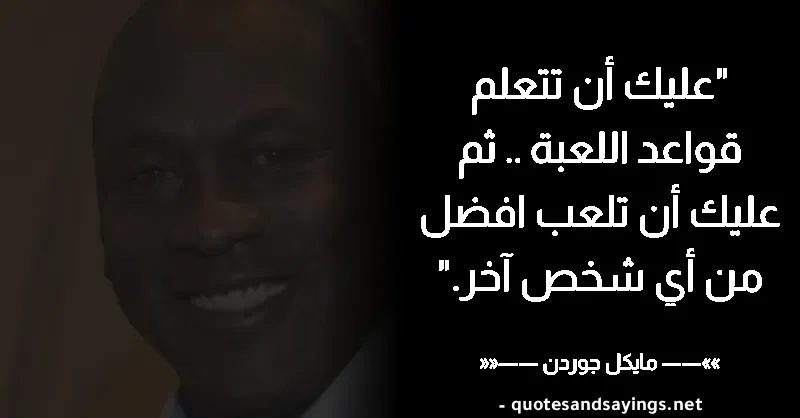 "عليك أن تتعلم
قواعد اللعبة .. ثم
عليك أن تلعب افضل
من أي شخص آخر."
»»—— مايكل جوردن ——««
- quotesandsayings.net